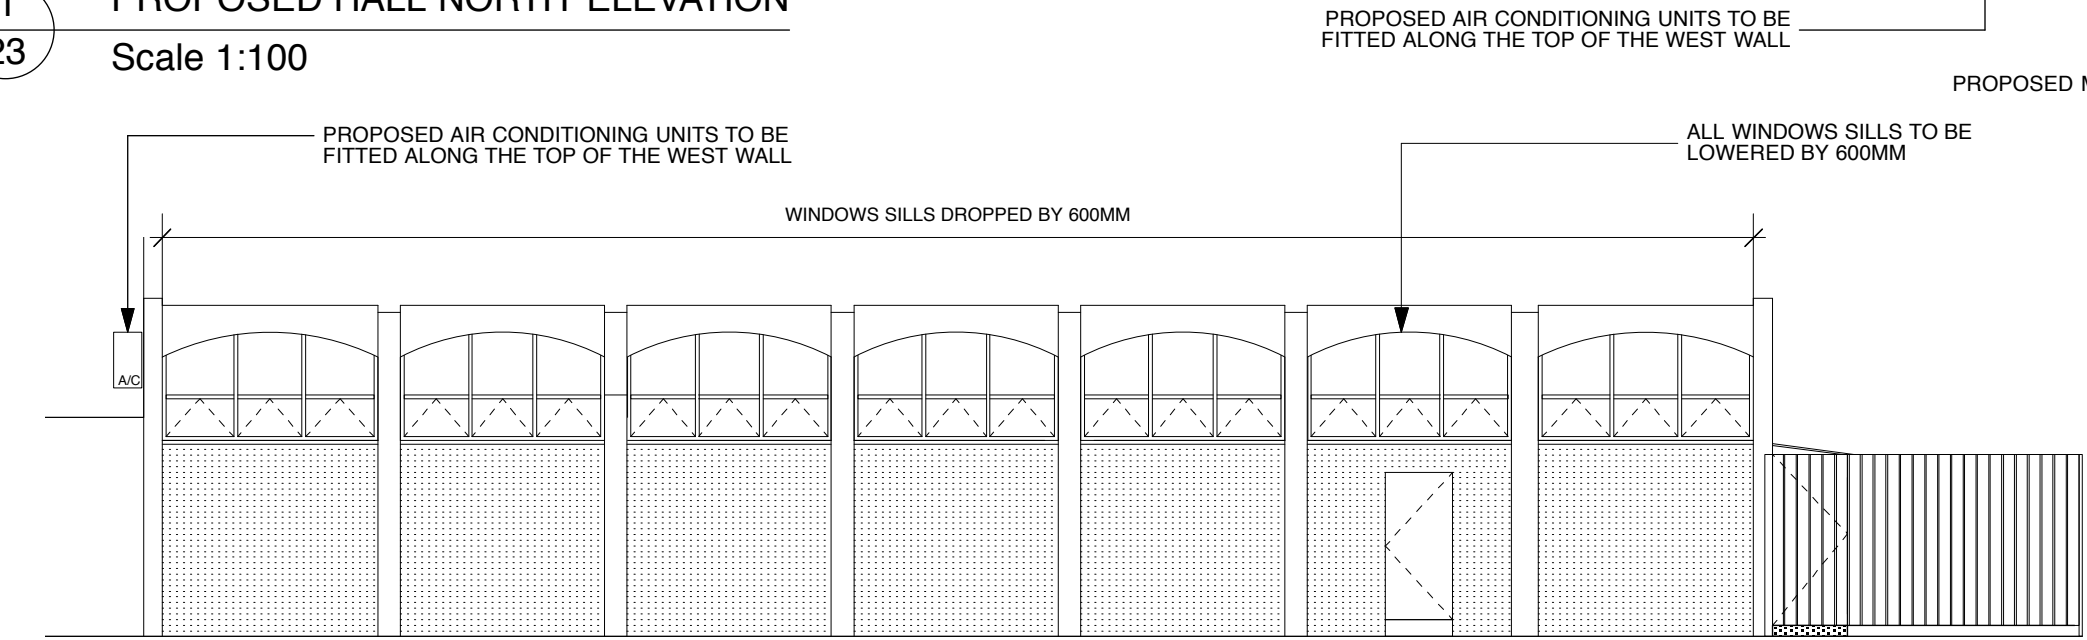 PROPOSED HALL NORTH ELEVATION
23
Scale 1:100
PROPOSED AIR CONDITIONING UNITS TO BE
FITTED ALONG THE TOP OF THE WEST WALL
PROPOSED
PROPOSED AIR CONDITIONING UNITS TO BE
FITTED ALONG THE TOP OF THE WEST WALL
ALL WINDOWS SILLS TO BE
LOWERED BY 600MM
WINDOWS SILLS DROPPED BY 600MM
A/C